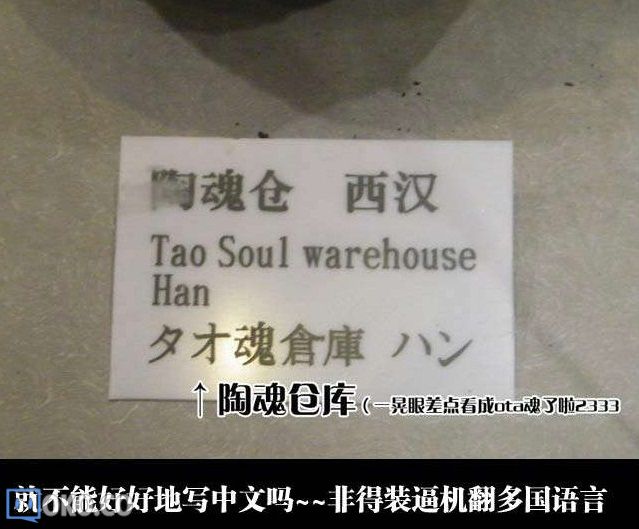 陶魂仓 西汉
Tao Soul warehouse
Han
タオ魂倉庫 ハン
↑陶魂仓库(一晃眼差点看成ota魂了啦2333
就不能好好地写中文吗~~非得装逼机翻多国语言